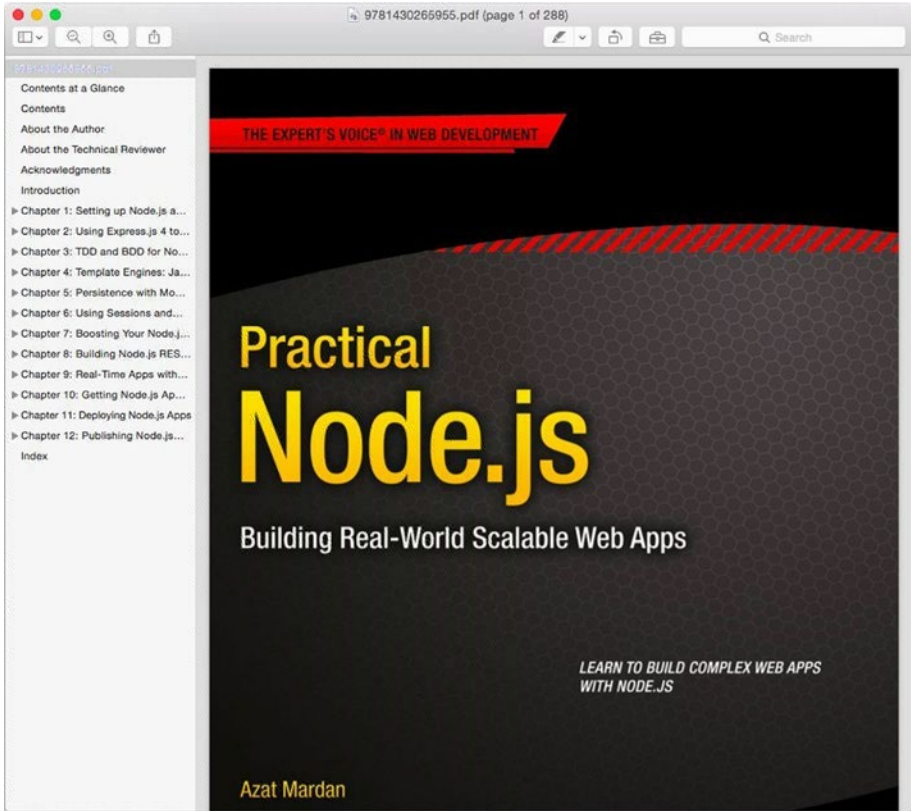 9781430265955.pdf (page 1 of 288)
Search
9781430265955.pdf
Contents at a Glance
Contents
About the Author
About the Technical Reviewer
Acknowledgments
Introduction
Chapter 1: Setting up Node.js a...
Chapter 2: Using Express.js 4 to...
Chapter 3: TDD and BDD for No...
Chapter 4: Template Engines: Ja...
Chapter 5: Persistence with Mo...
Chapter 6: Using Sessions and...
Chapter 7: Boosting Your Node.j...
Chapter 8: Building Node.js RES...
Chapter 9: Real-Time Apps with...
Chapter 10: Getting Node.js Ap...
Chapter 11: Deploying Node.js Apps
Chapter 12: Publishing Node.js...
Index
THE EXPERT'S VOICE® IN WEB DEVELOPMENT
Practical
Node.js
Building Real-World Scalable Web Apps
LEARN TO BUILD COMPLEX WEB APPS
WITH NODE.JS
Azat Mardan